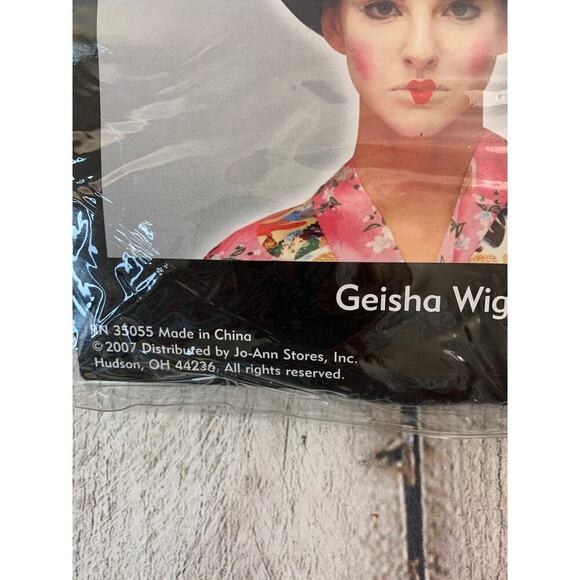 Geisha Wig
RN 35055 Made in China
© 2007 Distributed by Jo-Ann Stores, Inc.
Hudson, OH 44236. All rights reserved.